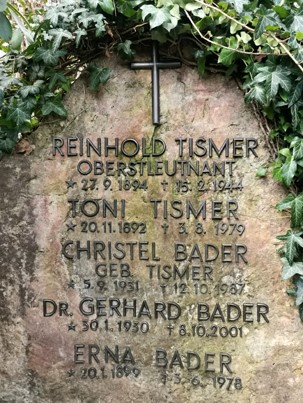 REINHOLD TISMER
OBERSTLEUTNANT
* 27. 9. 1894 † 15. 2. 1944
TONI TISMER
* 20. 11. 1892 † 3. 8. 1979
CHRISTEL BADER
GEB. TISMER
* 5. 9. 1931 † 12. 10. 1987
DR. GERHARD BADER
* 30. 1. 1930 † 8. 10. 2001
ERNA BADER
* 20. 1. 1899 † 3. 6. 1978